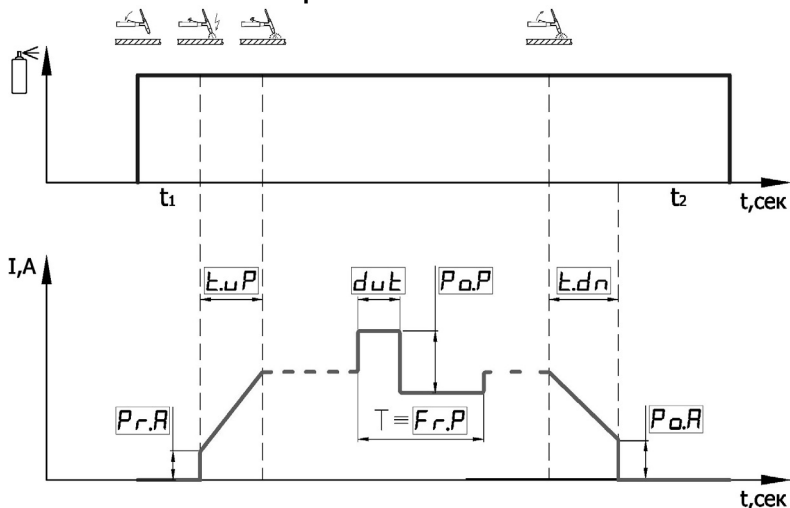 t1
t2
t,сек
I,A
t.uP
dut
Po.P
t.dn
Pr.A
T = Fr.P
Po.A
t,сек